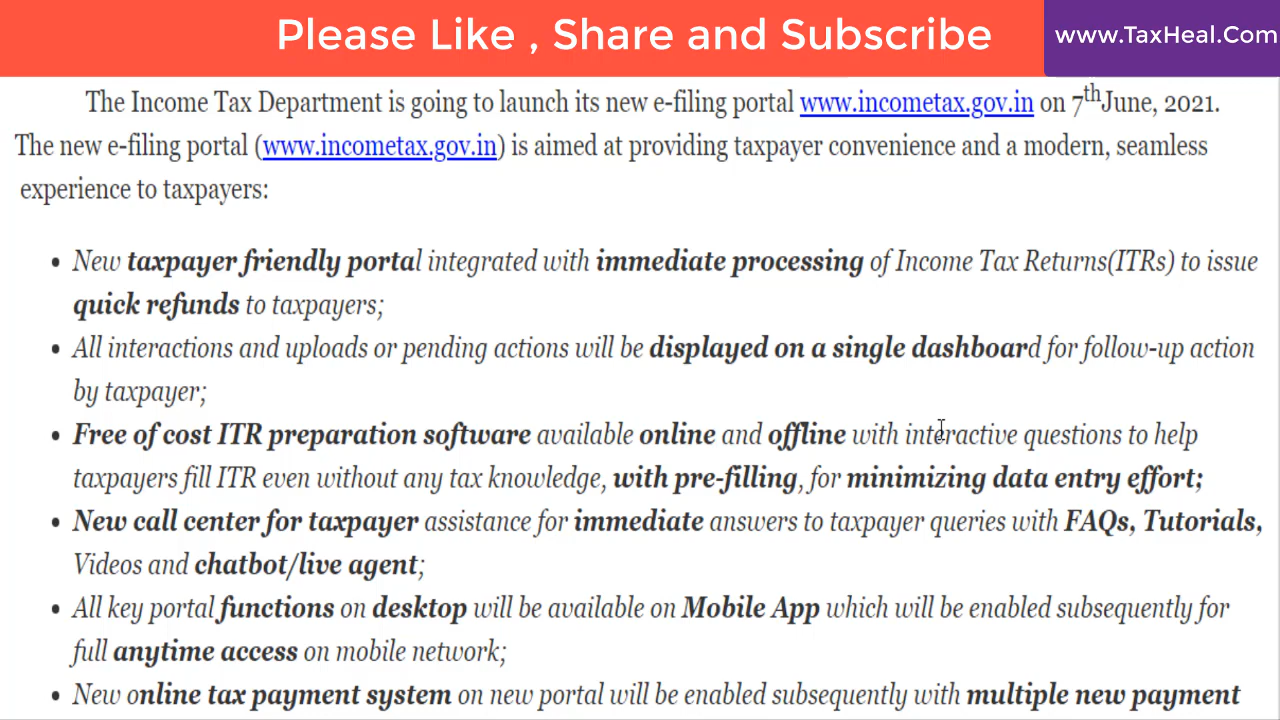 Please Like , Share and Subscribe
www.TaxHeal.Com
The Income Tax Department is going to launch its new e-filing portal www.incometax.gov.in on 7th June, 2021.
The new e-filing portal (www.incometax.gov.in) is aimed at providing taxpayer convenience and a modern, seamless
experience to taxpayers:
• New taxpayer friendly portal integrated with immediate processing of Income Tax Returns(ITRs) to issue
quick refunds to taxpayers;
• All interactions and uploads or pending actions will be displayed on a single dashboard for follow-up action
by taxpayer;
• Free of cost ITR preparation software available online and offline with interactive questions to help
taxpayers fill ITR even without any tax knowledge, with pre-filling, for minimizing data entry effort;
• New call center for taxpayer assistance for immediate answers to taxpayer queries with FAQs, Tutorials,
Videos and chatbot/live agent;
• All key portal functions on desktop will be available on Mobile App which will be enabled subsequently for
full anytime access on mobile network;
• New online tax payment system on new portal will be enabled subsequently with multiple new payment